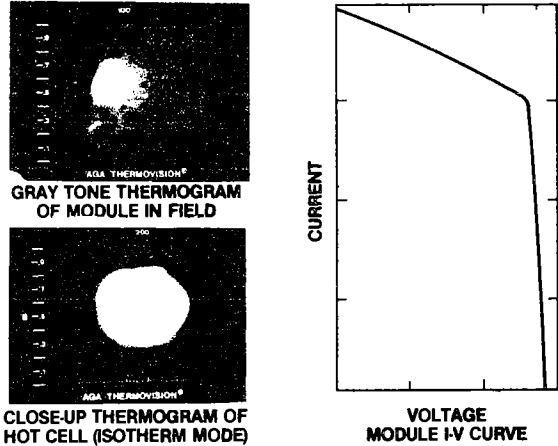 100
AGA THERMOVISION®
GRAY TONE THERMOGRAM
OF MODULE IN FIELD
200
AGA THERMOVISION®
CLOSE-UP THERMOGRAM OF
HOT CELL (ISOTHERM MODE)
CURRENT
VOLTAGE
MODULE I-V CURVE